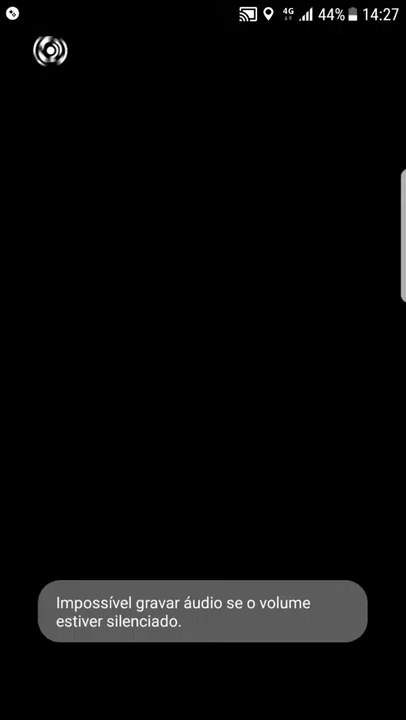 4G 44% 14:27
Impossível gravar áudio se o volume
estiver silenciado.